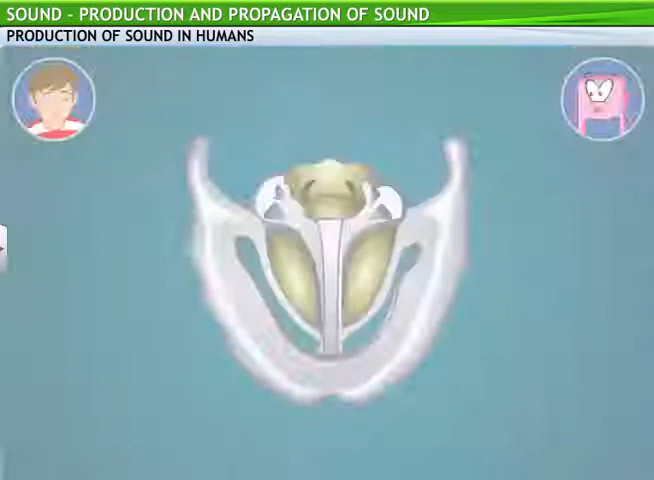 SOUND - PRODUCTION AND PROPAGATION OF SOUND
PRODUCTION OF SOUND IN HUMANS